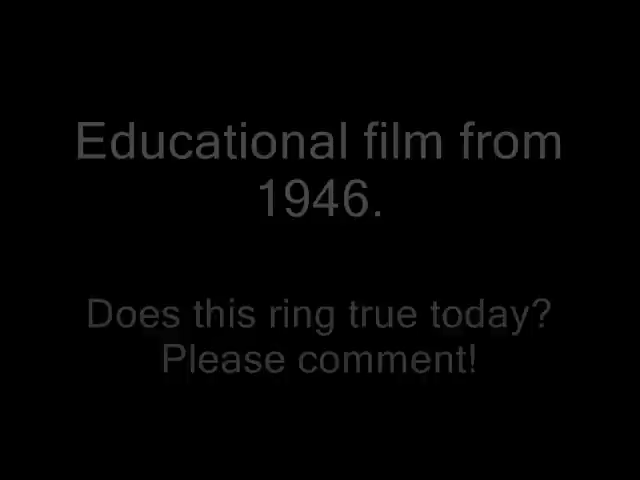 Educational film from
1946.
Does this ring true today?
Please comment!